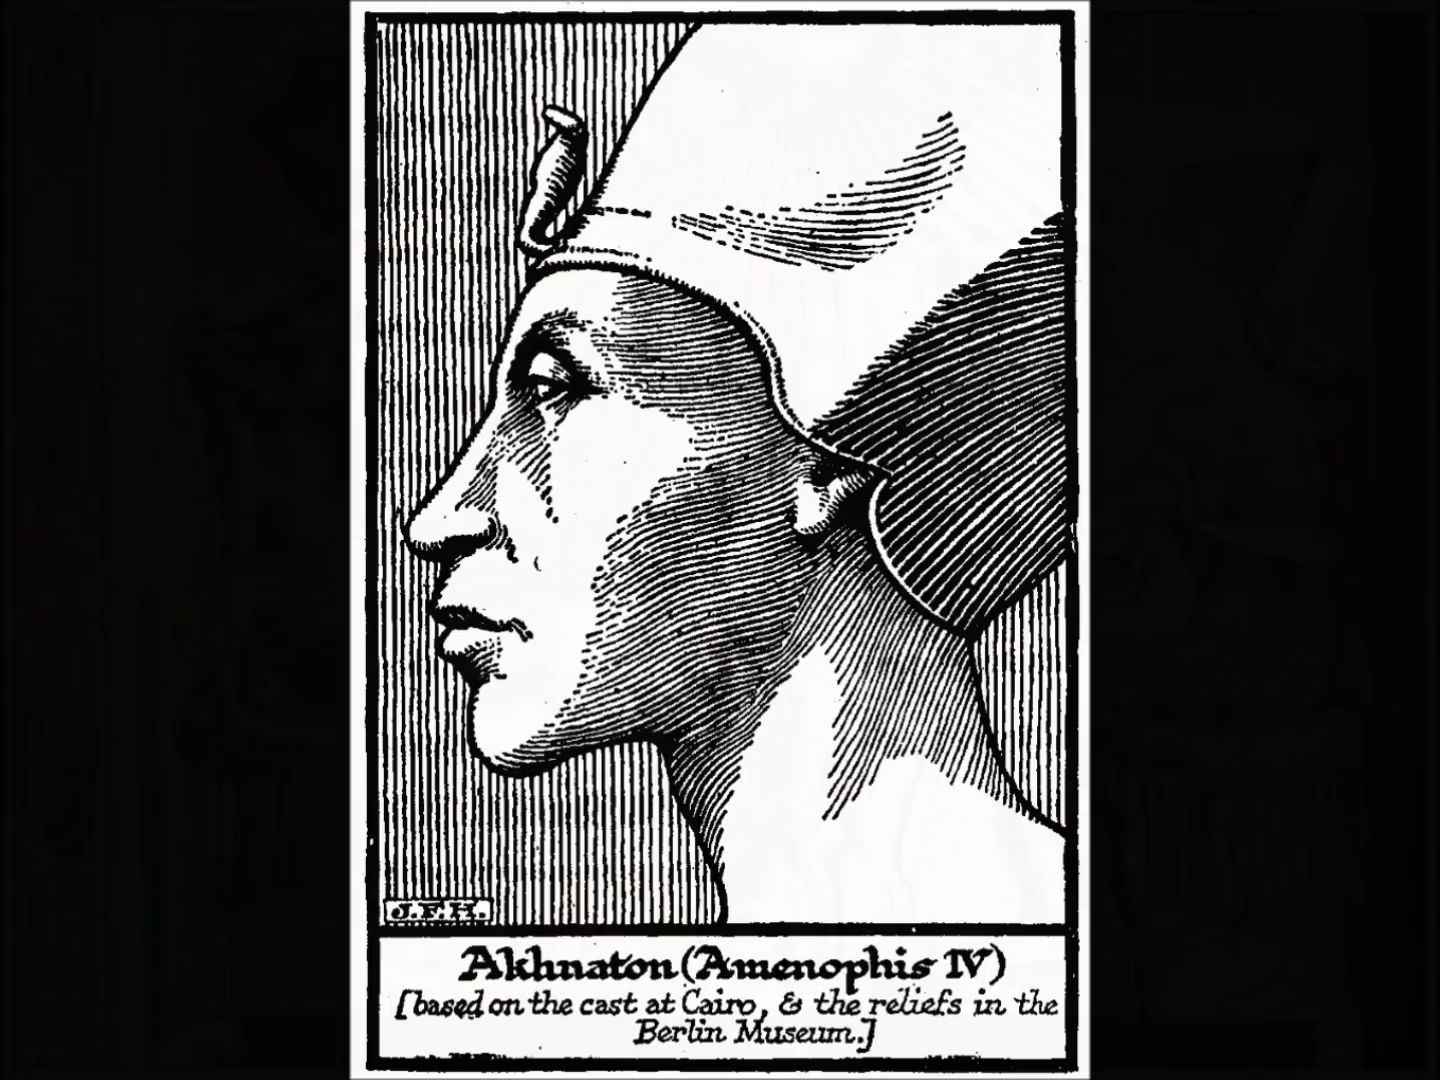 J.F.H.
Akhnaton (Amenophis IV)
[based on the cast at Cairo, & the reliefs in the
Berlin Museum.]